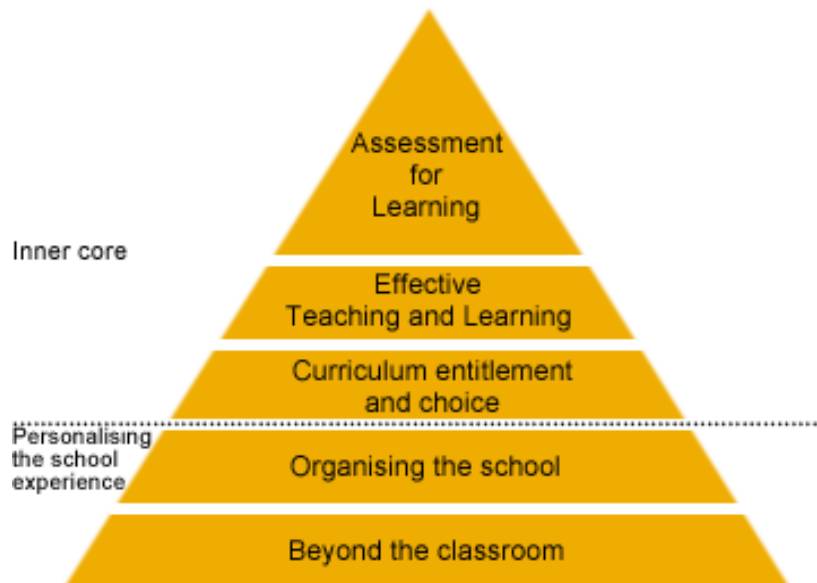 Assessment
for
Learning
Inner core
Effective
Teaching and Learning
Curriculum entitlement
and choice
Personalising
the school
experience
Organising the school
Beyond the classroom